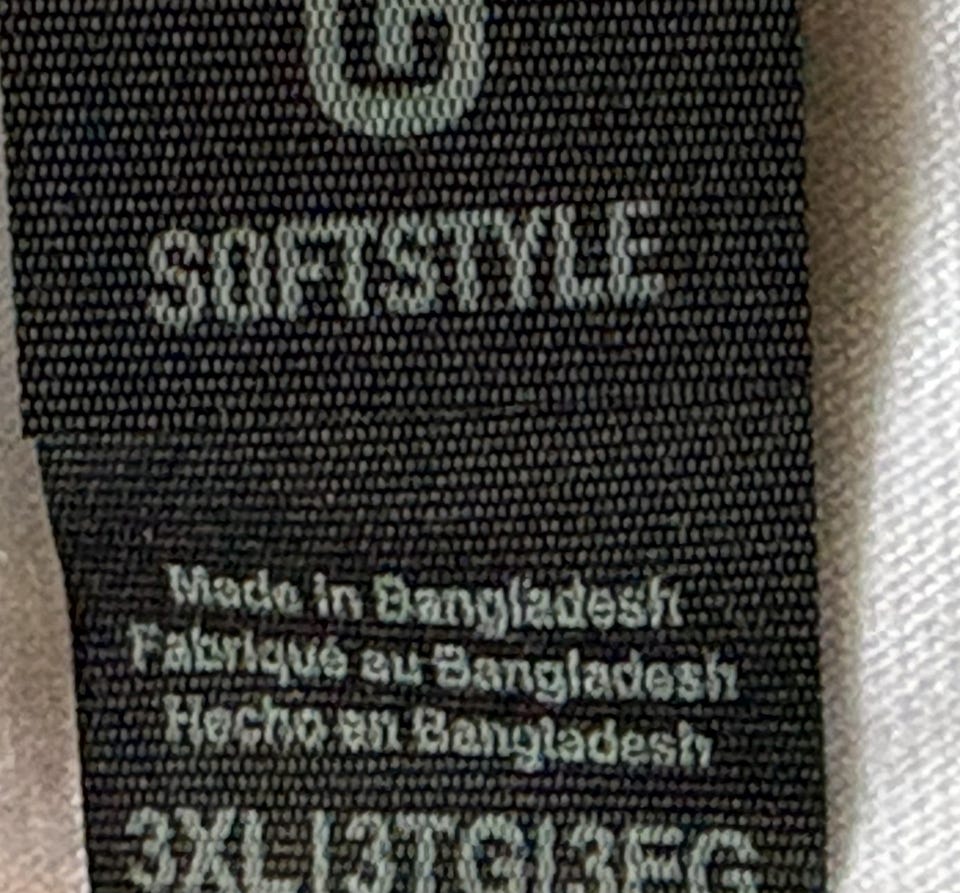 G
SOFTSTYLE
Made in Bangladesh
Fabriqué au Bangladesh
Hecho en Bangladesh
3XL|3TG|3EG